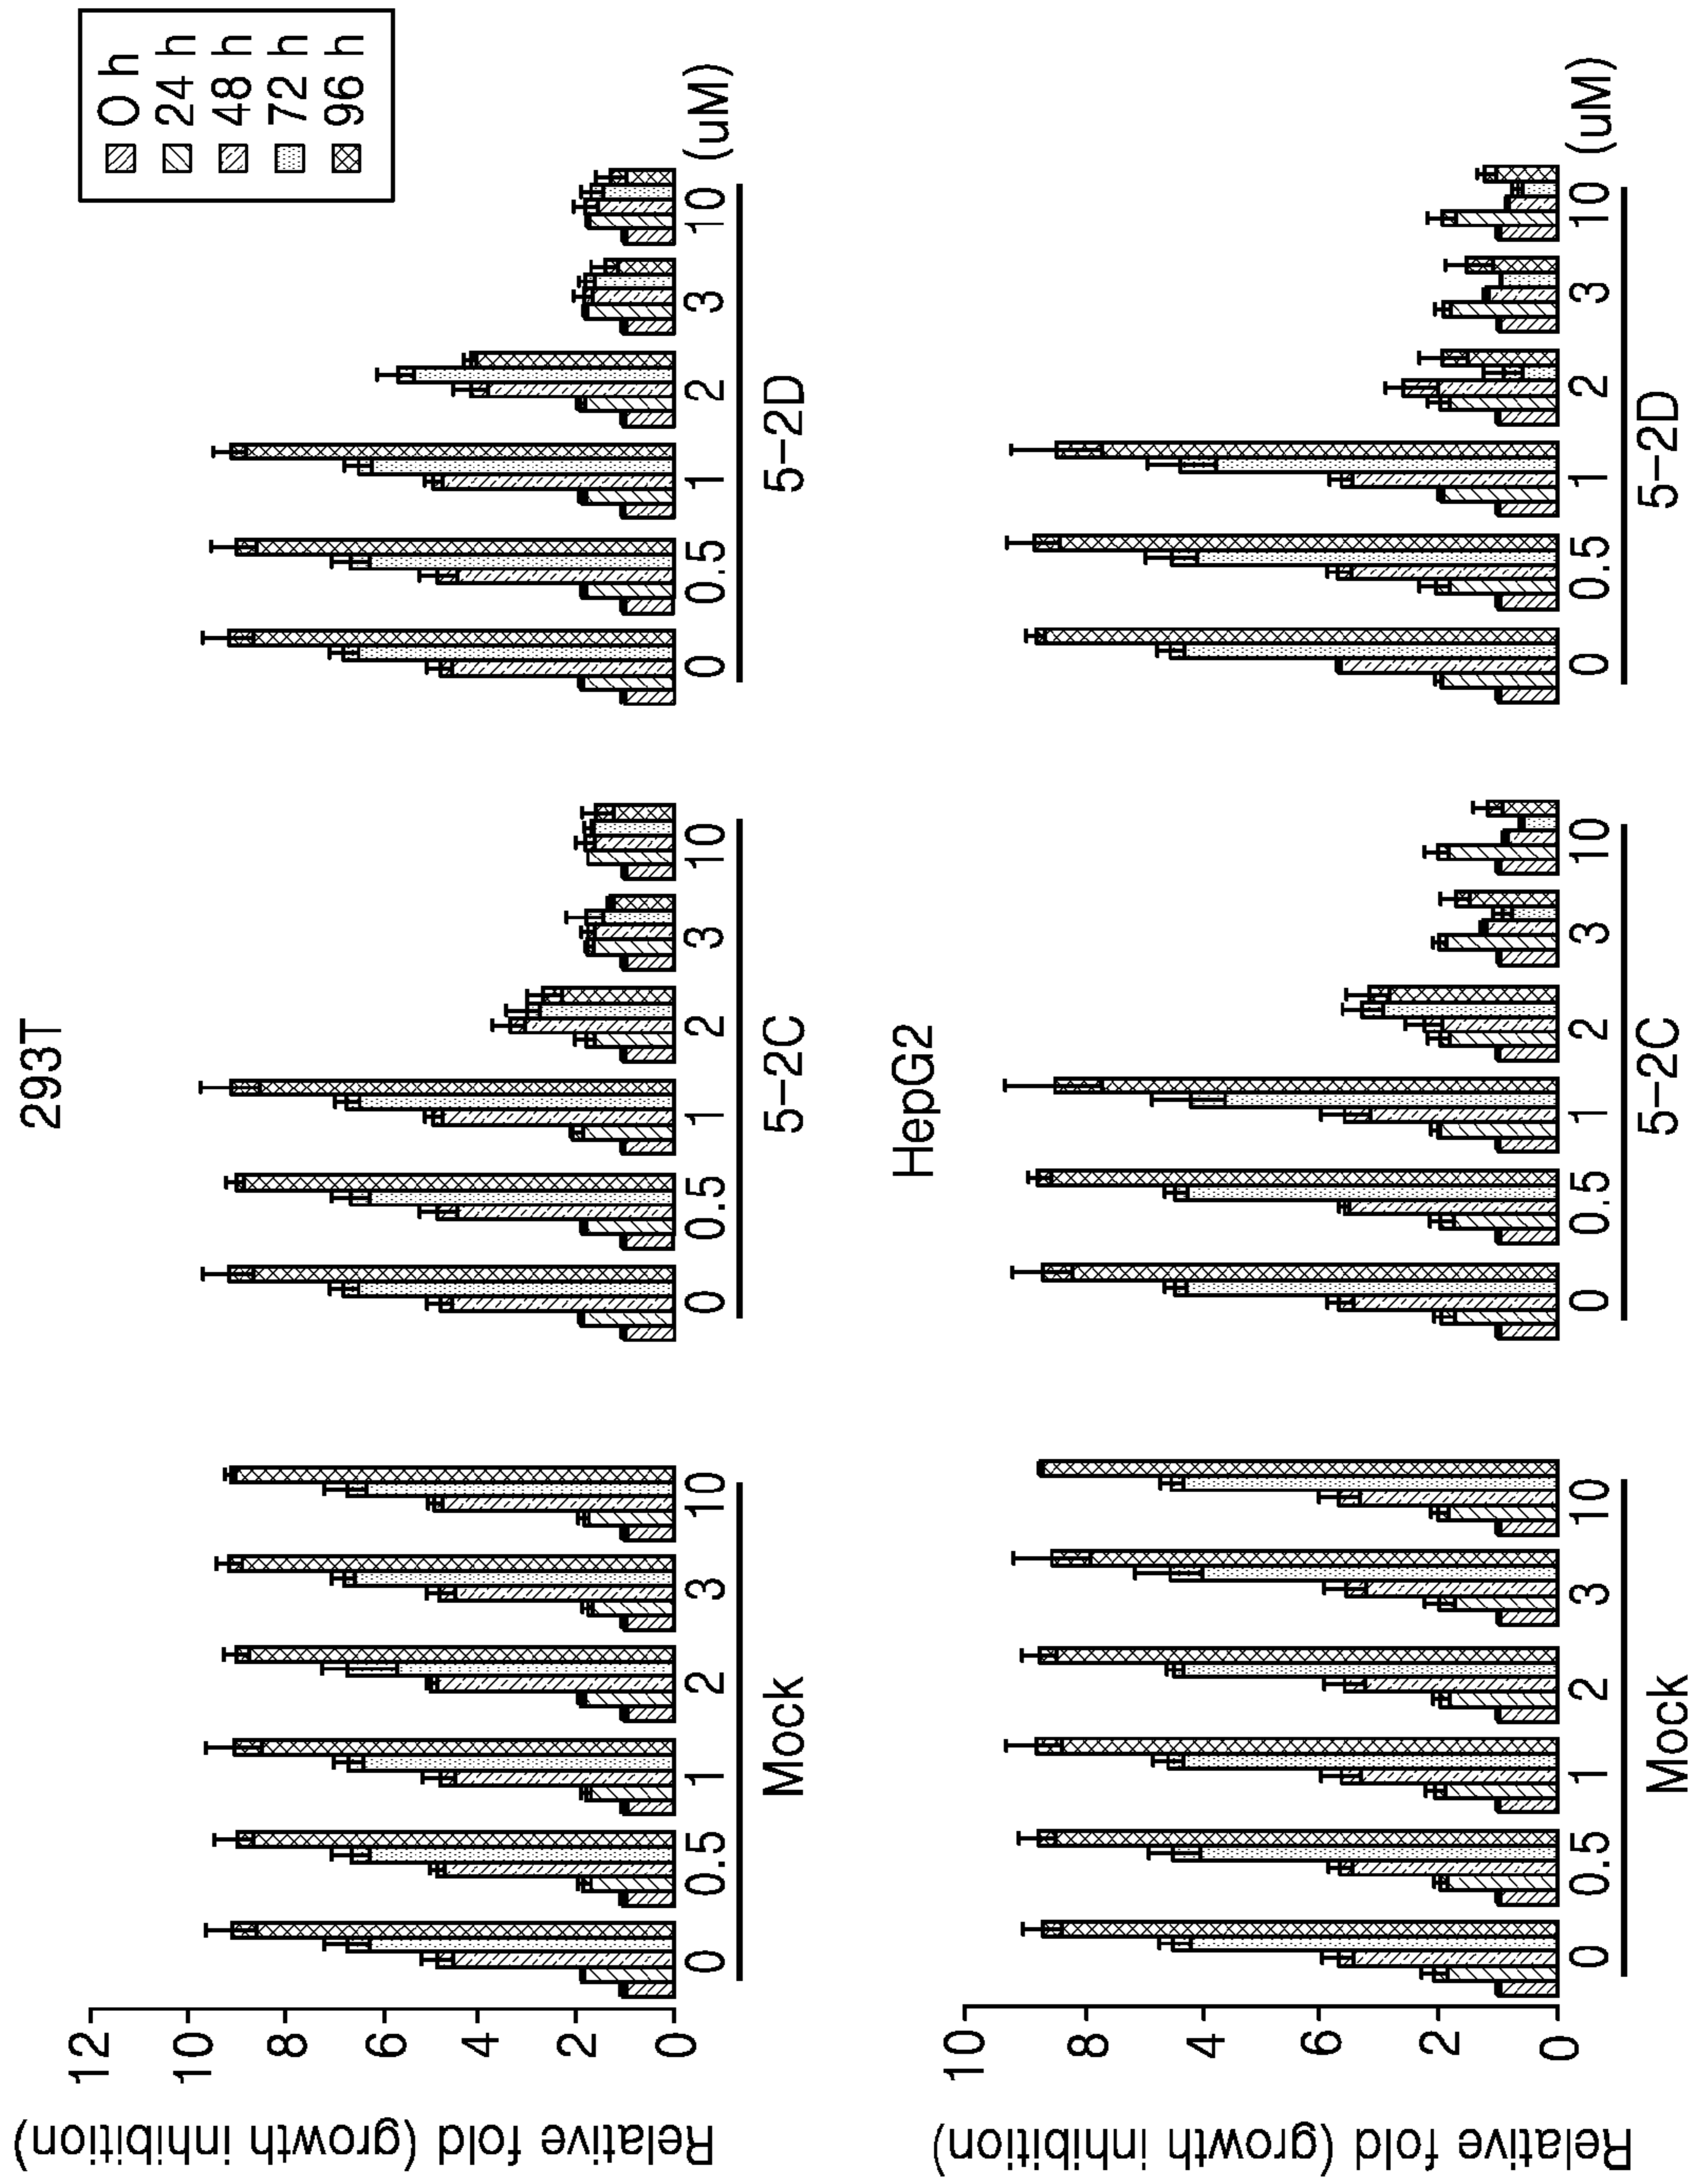 293T
0 h
24 h
48 h
72 h
96 h
Relative fold (growth inhibition)
12
10
8
6
4
2
0
0 0.5 1 2 3 10 0 0.5 1 2 3 10 0 0.5 1 2 3 10 (uM)
Mock 5-2C 5-2D
HepG2
Relative fold (growth inhibition)
10
8
4
6
2
0
0 0.5 1 2 3 10 0 0.5 1 2 3 10 0 0.5 1 2 3 10 (uM)
Mock 5-2C 5-2D